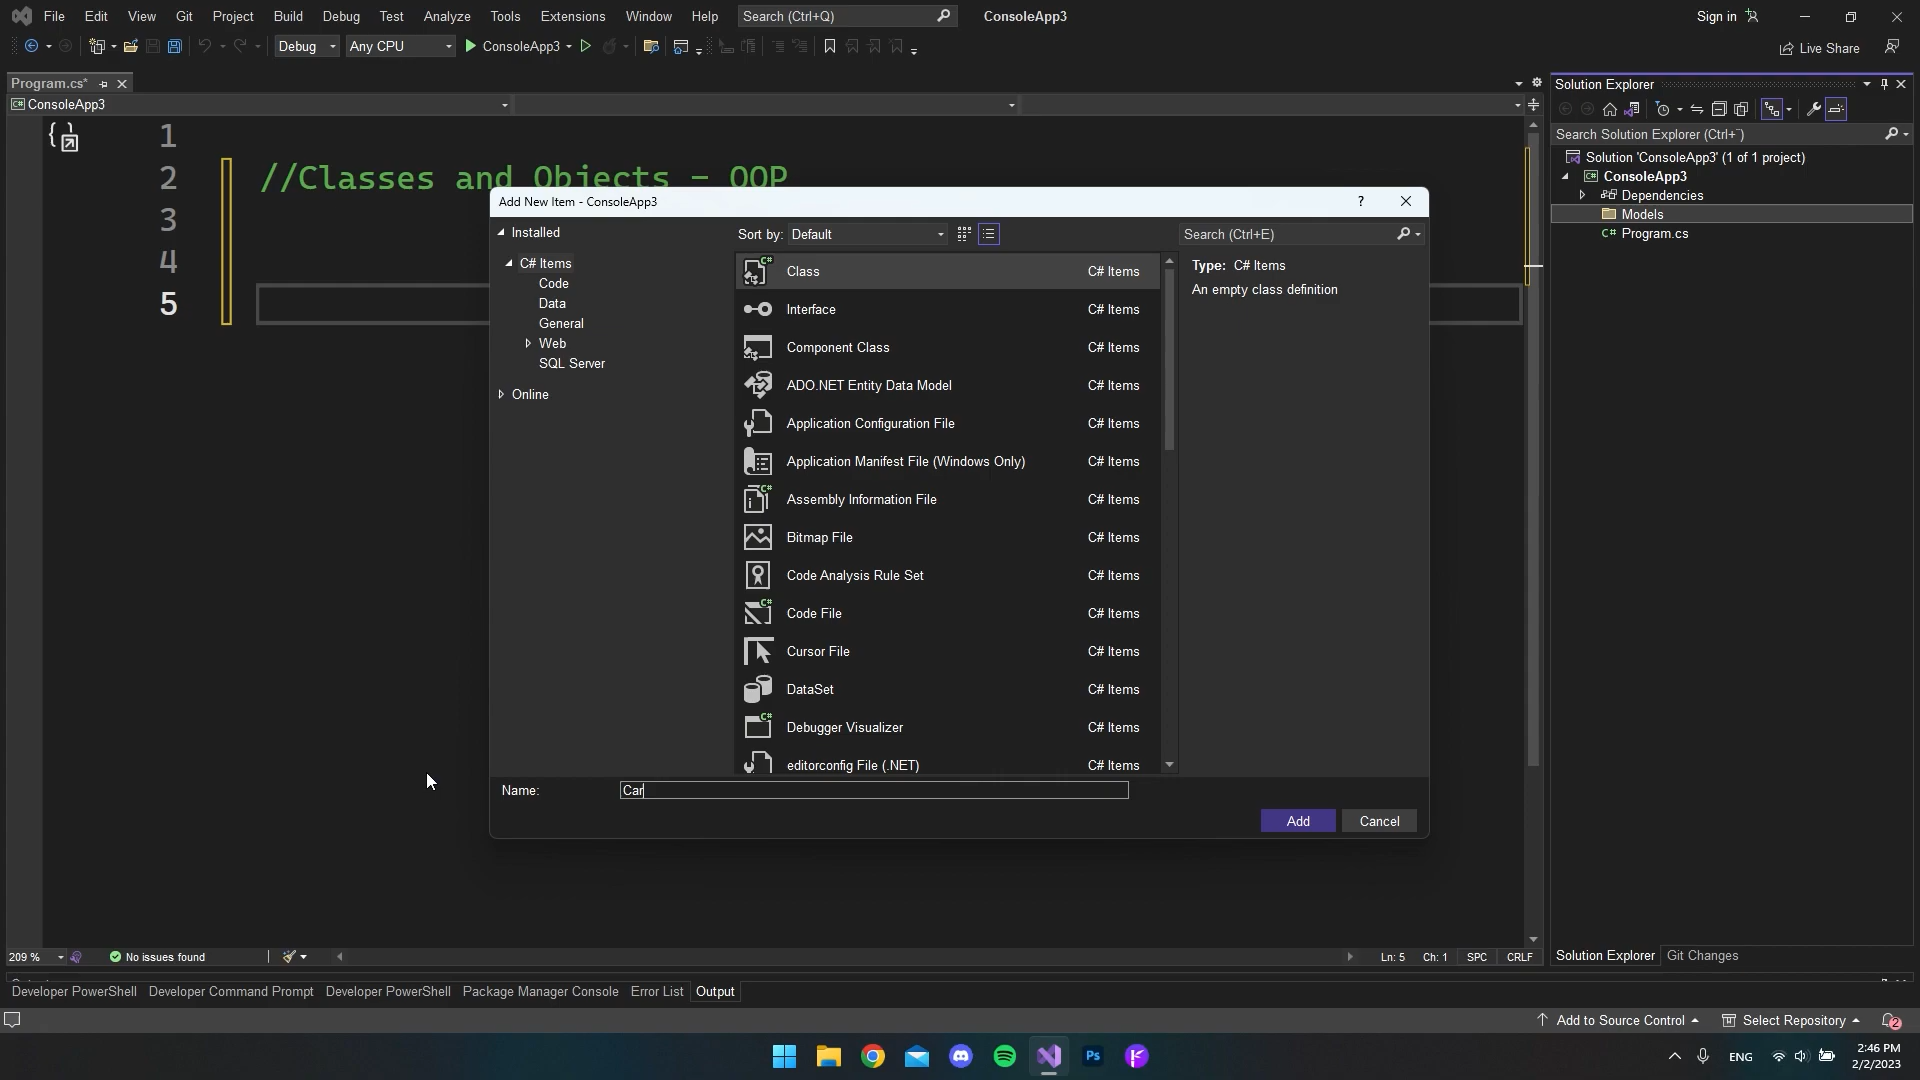 File Edit View Git Project Build Debug Test Analyze Tools Extensions Window Help Search (Ctrl+Q) ConsoleApp3 Sign in
Debug Any CPU ConsoleApp3 Live Share
Program.cs*
ConsoleApp3
1
2 //Classes and Objects - OOP
3
4
5
Add New Item - ConsoleApp3 ?
Installed
C# Items
Code
Data
General
Web
SQL Server
Online
Sort by: Default
Class C# Items
Interface C# Items
Component Class C# Items
ADO.NET Entity Data Model C# Items
Application Configuration File C# Items
Application Manifest File (Windows Only) C# Items
Assembly Information File C# Items
Bitmap File C# Items
Code Analysis Rule Set C# Items
Code File C# Items
Cursor File C# Items
DataSet C# Items
Debugger Visualizer C# Items
editorconfig File (.NET) C# Items
Search (Ctrl+E)
Type: C# Items
An empty class definition
Name: Car
Add Cancel
Solution Explorer
Search Solution Explorer (Ctrl+¨)
Solution 'ConsoleApp3' (1 of 1 project)
C# ConsoleApp3
Dependencies
Models
C# Program.cs
Solution Explorer Git Changes
209 % No issues found Ln: 5 Ch: 1 SPC CRLF
Developer PowerShell Developer Command Prompt Developer PowerShell Package Manager Console Error List Output
Add to Source Control Select Repository 2
Ps ENG 2:46 PM
2/2/2023